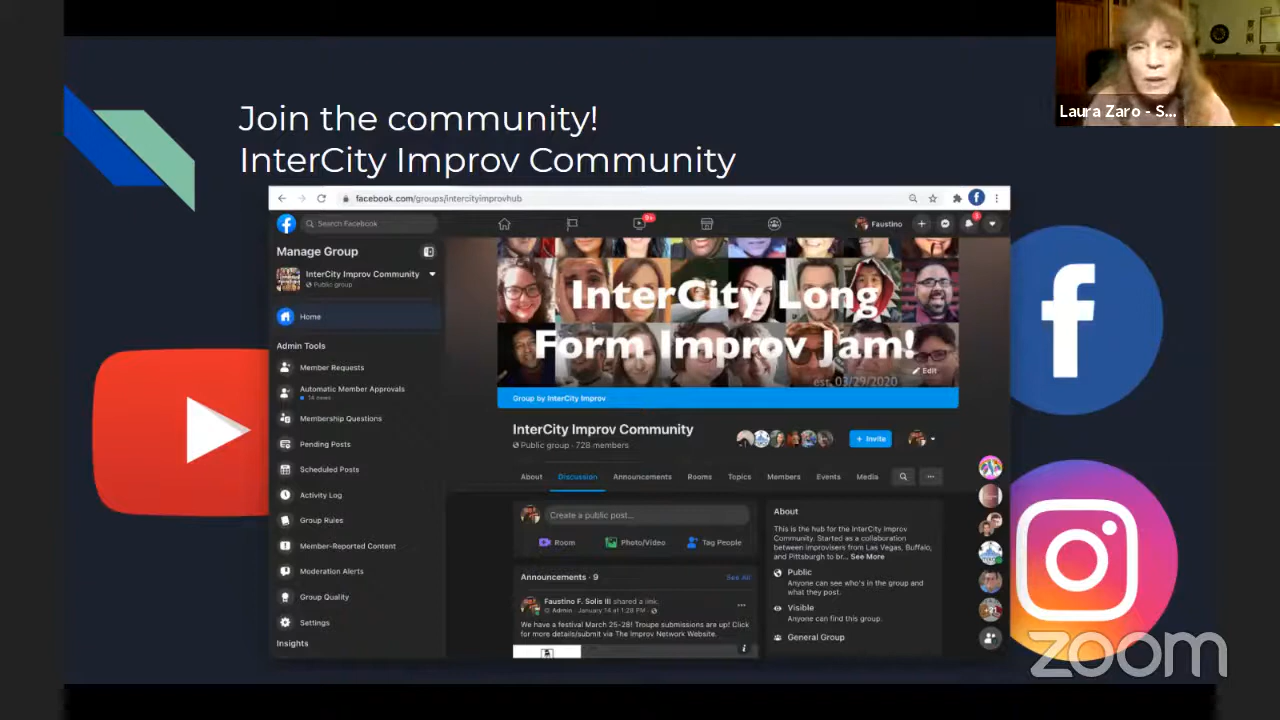 Laura Zaro - S...
Join the community!
InterCity Improv Community
facebook.com/groups/intercityimprovhub
Search Facebook
9+
Faustino
3
Manage Group
InterCity Improv Community
Public group
Home
Admin Tools
Member Requests
Automatic Member Approvals
14 new
Membership Questions
Pending Posts
Scheduled Posts
Activity Log
Group Rules
Member-Reported Content
Moderation Alerts
Group Quality
Settings
Insights
InterCity Long
Form Improv Jam!
est. 03/29/2020
Edit
Group by InterCity Improv
InterCity Improv Community
Public group · 728 members
+ Invite
About
Discussion
Announcements
Rooms
Topics
Members
Events
Media
Create a public post...
Room
Photo/Video
Tag People
Announcements · 9
See All
Faustino F. Solis III shared a link.
Admin · January 14 at 1:28 PM
We have a festival March 25-28! Troupe submissions are up! Click
for more details/submit via The Improv Network Website.
About
This is the hub for the InterCity Improv
Community. Started as a collaboration
between improvisers from Las Vegas, Buffalo,
and Pittsburgh to br... See More
Public
Anyone can see who's in the group and
what they post.
Visible
Anyone can find this group.
General Group
+21
zoom